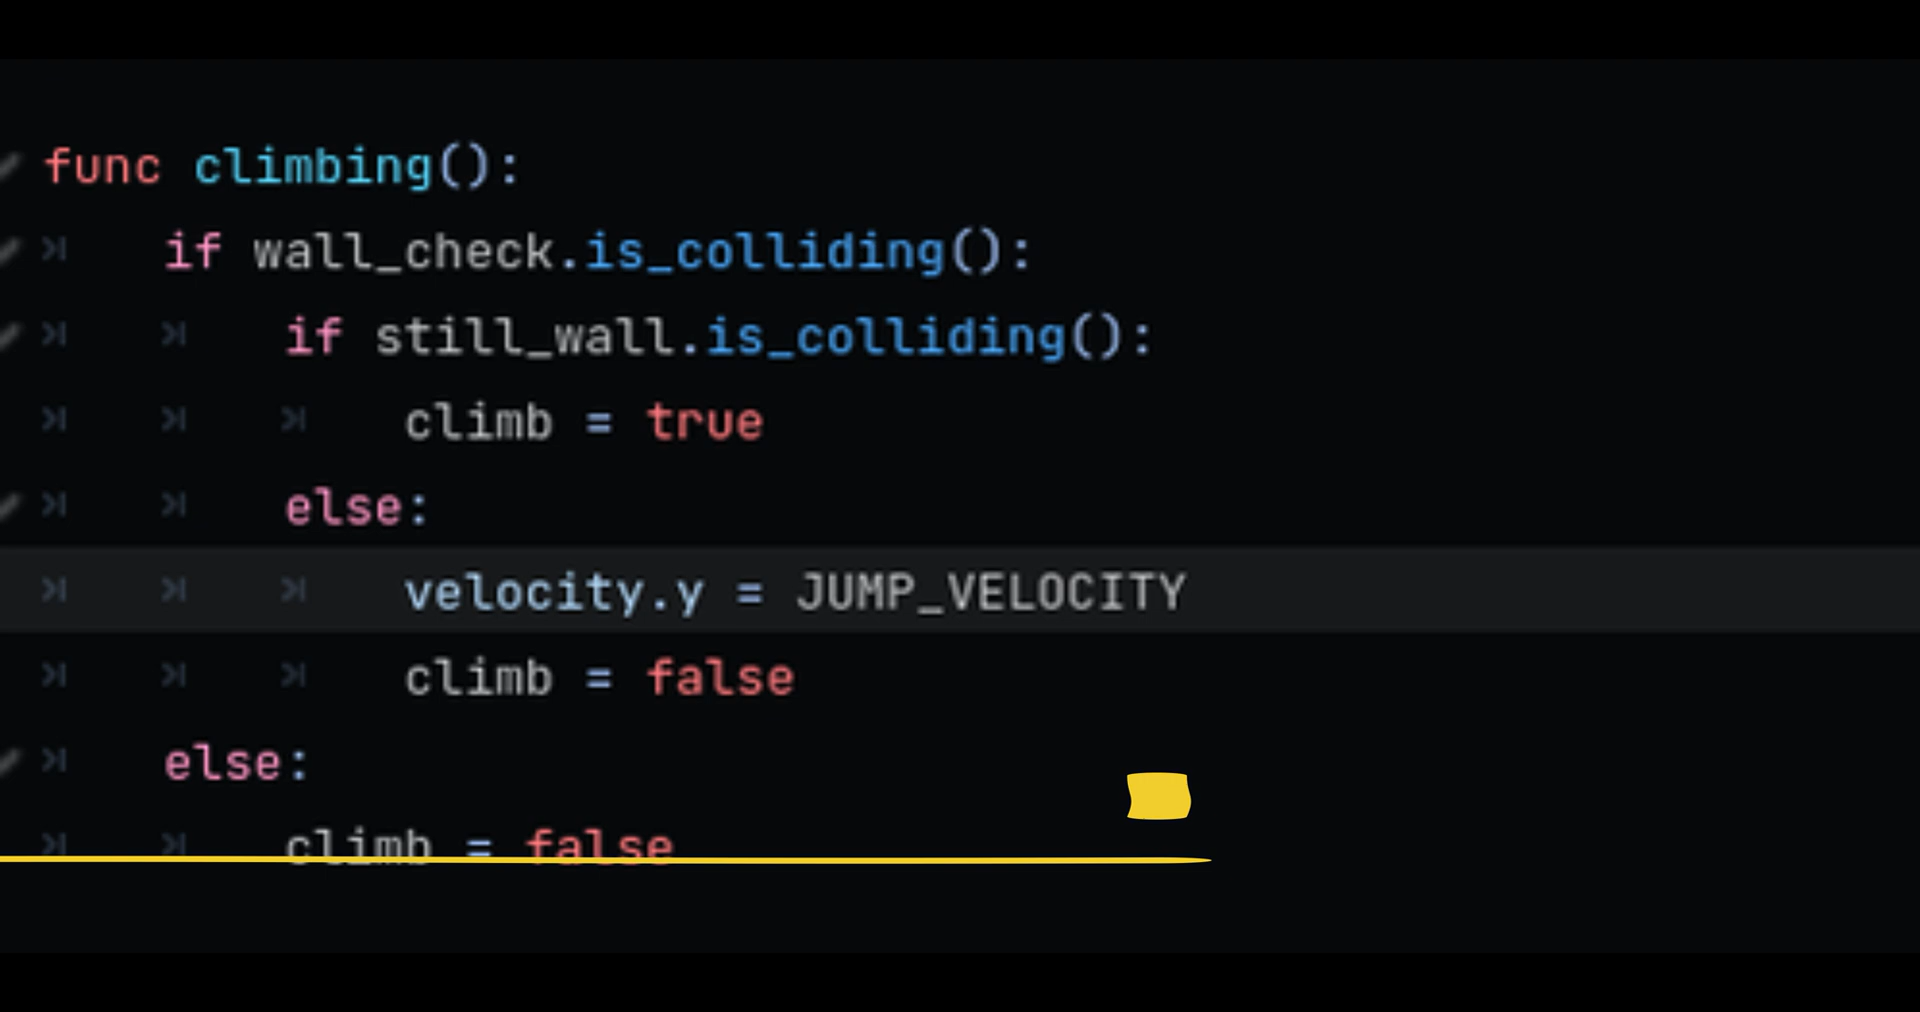 func climbing():
if wall_check.is_colliding():
if still_wall.is_colliding():
climb = true
else:
velocity.y = JUMP_VELOCITY
climb = false
else:
climb = false